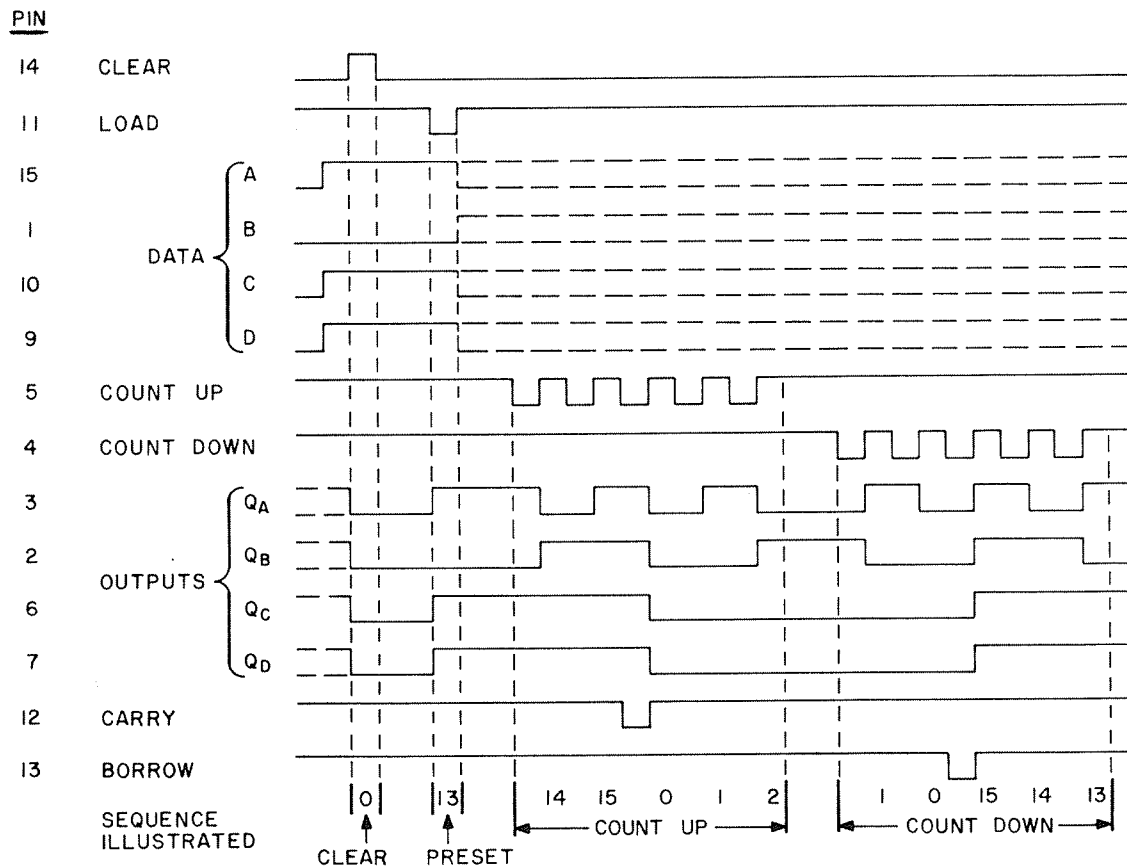 PIN
14 CLEAR
11 LOAD
15 A
1 B
DATA
10 C
9 D
5 COUNT UP
4 COUNT DOWN
3 QA
2 QB
OUTPUTS
6 QC
7 QD
12 CARRY
13 BORROW
SEQUENCE ILLUSTRATED
0 13 14 15 0 1 2 1 0 15 14 13
CLEAR PRESET COUNT UP COUNT DOWN